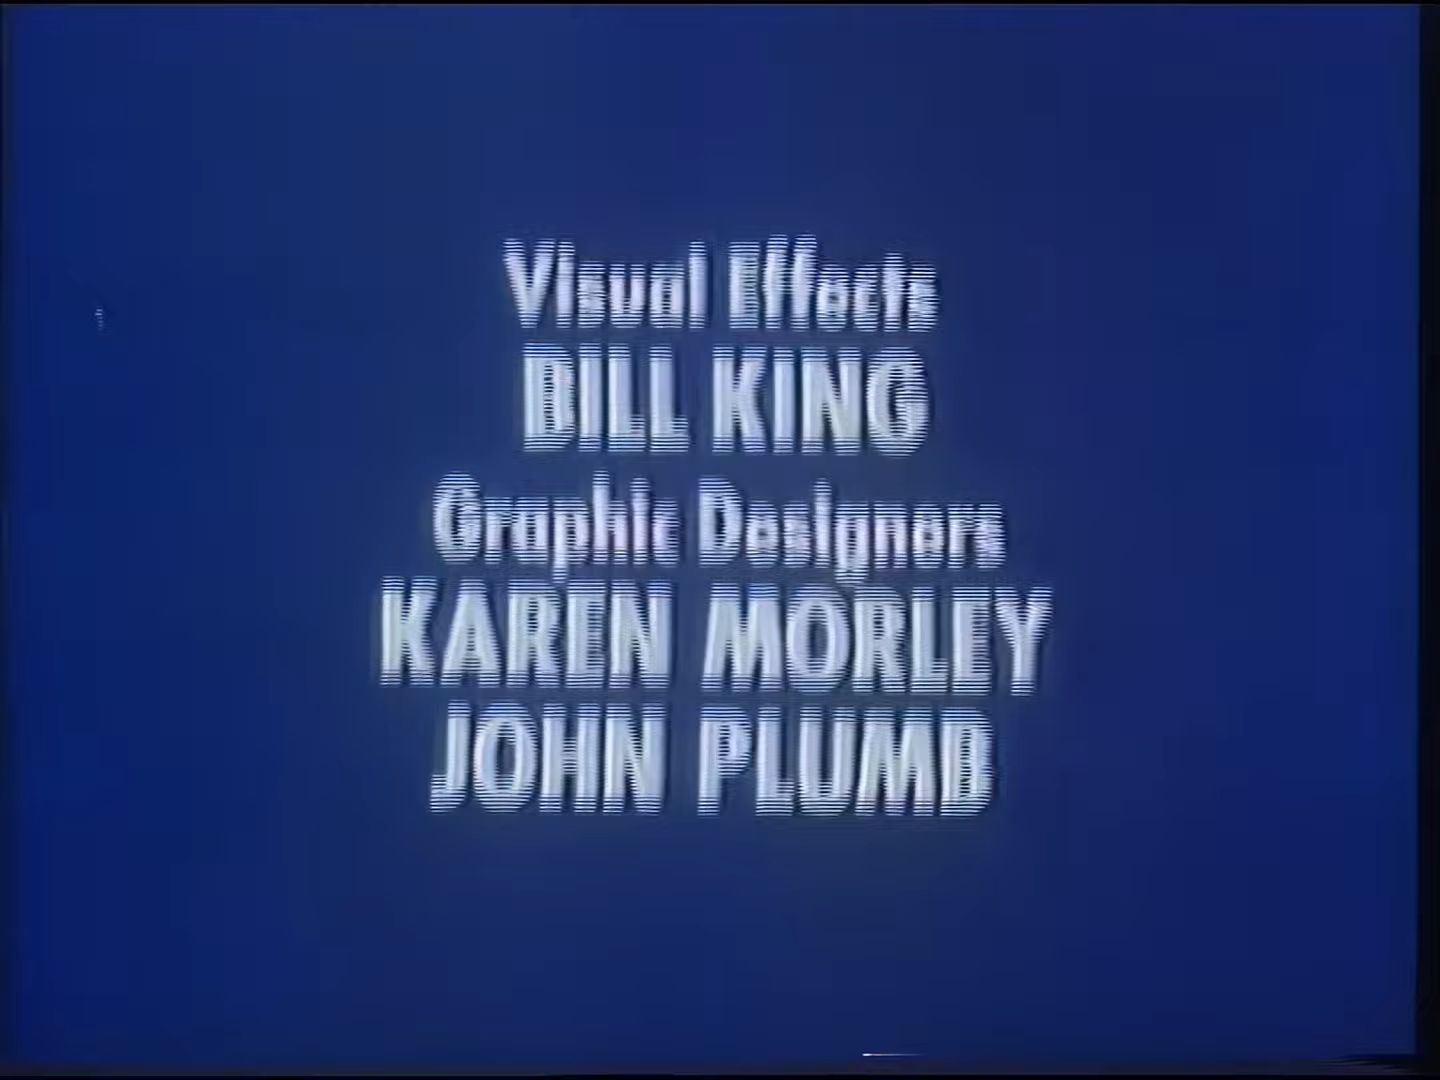 Visual Effects
BILL KING
Graphic Designers
KAREN MORLEY
JOHN PLUMB